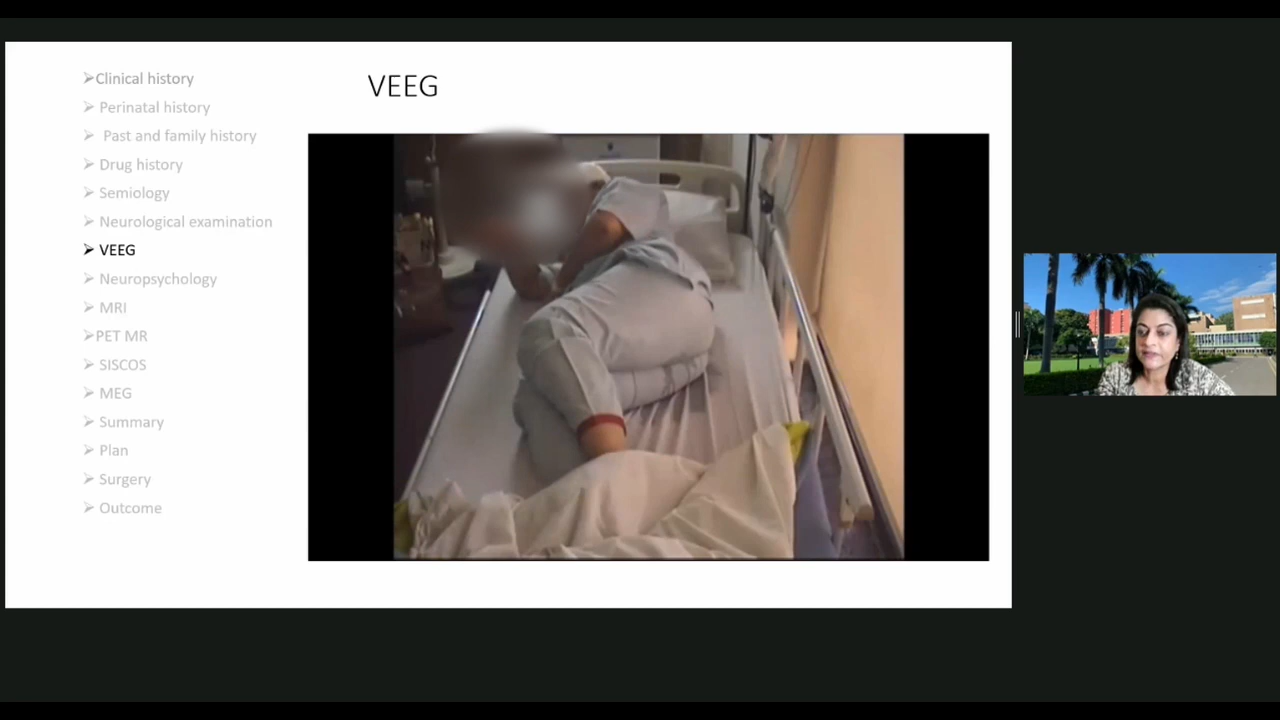 VEEG
➢Clinical history
➢ Perinatal history
➢ Past and family history
➢ Drug history
➢ Semiology
➢ Neurological examination
➢ VEEG
➢ Neuropsychology
➢ MRI
➢PET MR
➢ SISCOS
➢ MEG
➢ Summary
➢ Plan
➢ Surgery
➢ Outcome